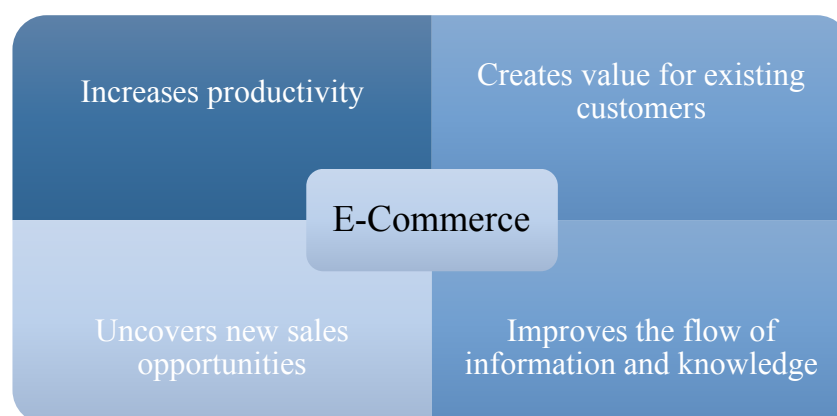 Increases productivity
Creates value for existing
customers
E-Commerce
Uncovers new sales
opportunities
Improves the flow of
information and knowledge